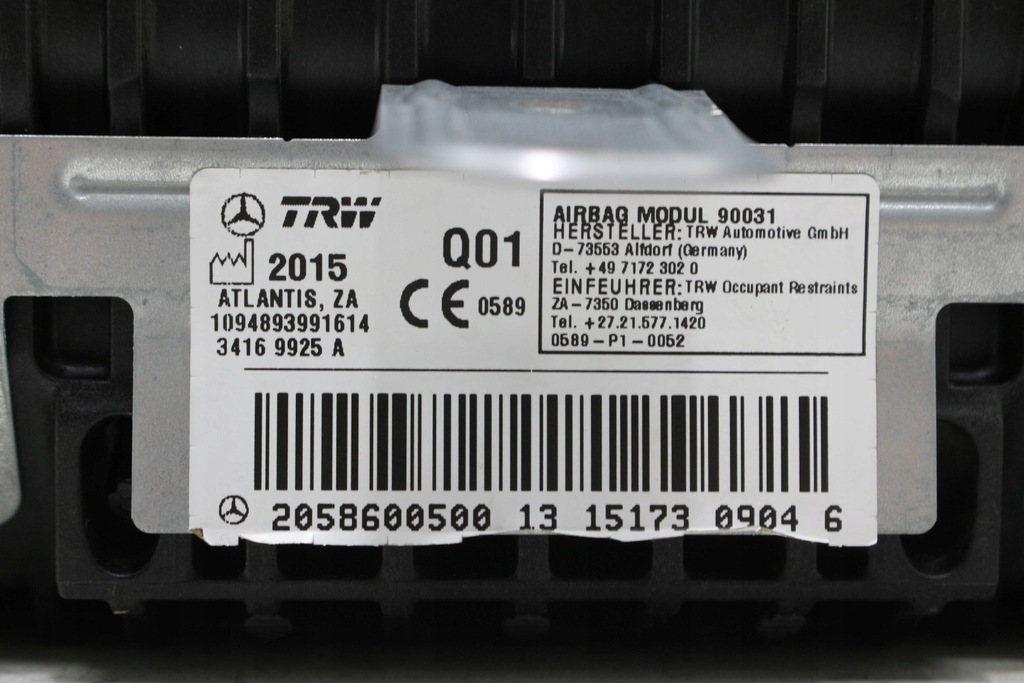 TRW
2015
ATLANTIS, ZA
1094893991614
3416 9925 A
Q01
CE 0589
AIRBAG MODUL 90031
HERSTELLER: TRW Automotive GmbH
D-73553 Alfdorf (Germany)
Tel. +49 7172 302 0
EINFEUHRER: TRW Occupant Restraints
ZA-7350 Dassenberg
Tel. +27.21.577.1420
0589-P1-0052
2058600500 13 15173 0904 6